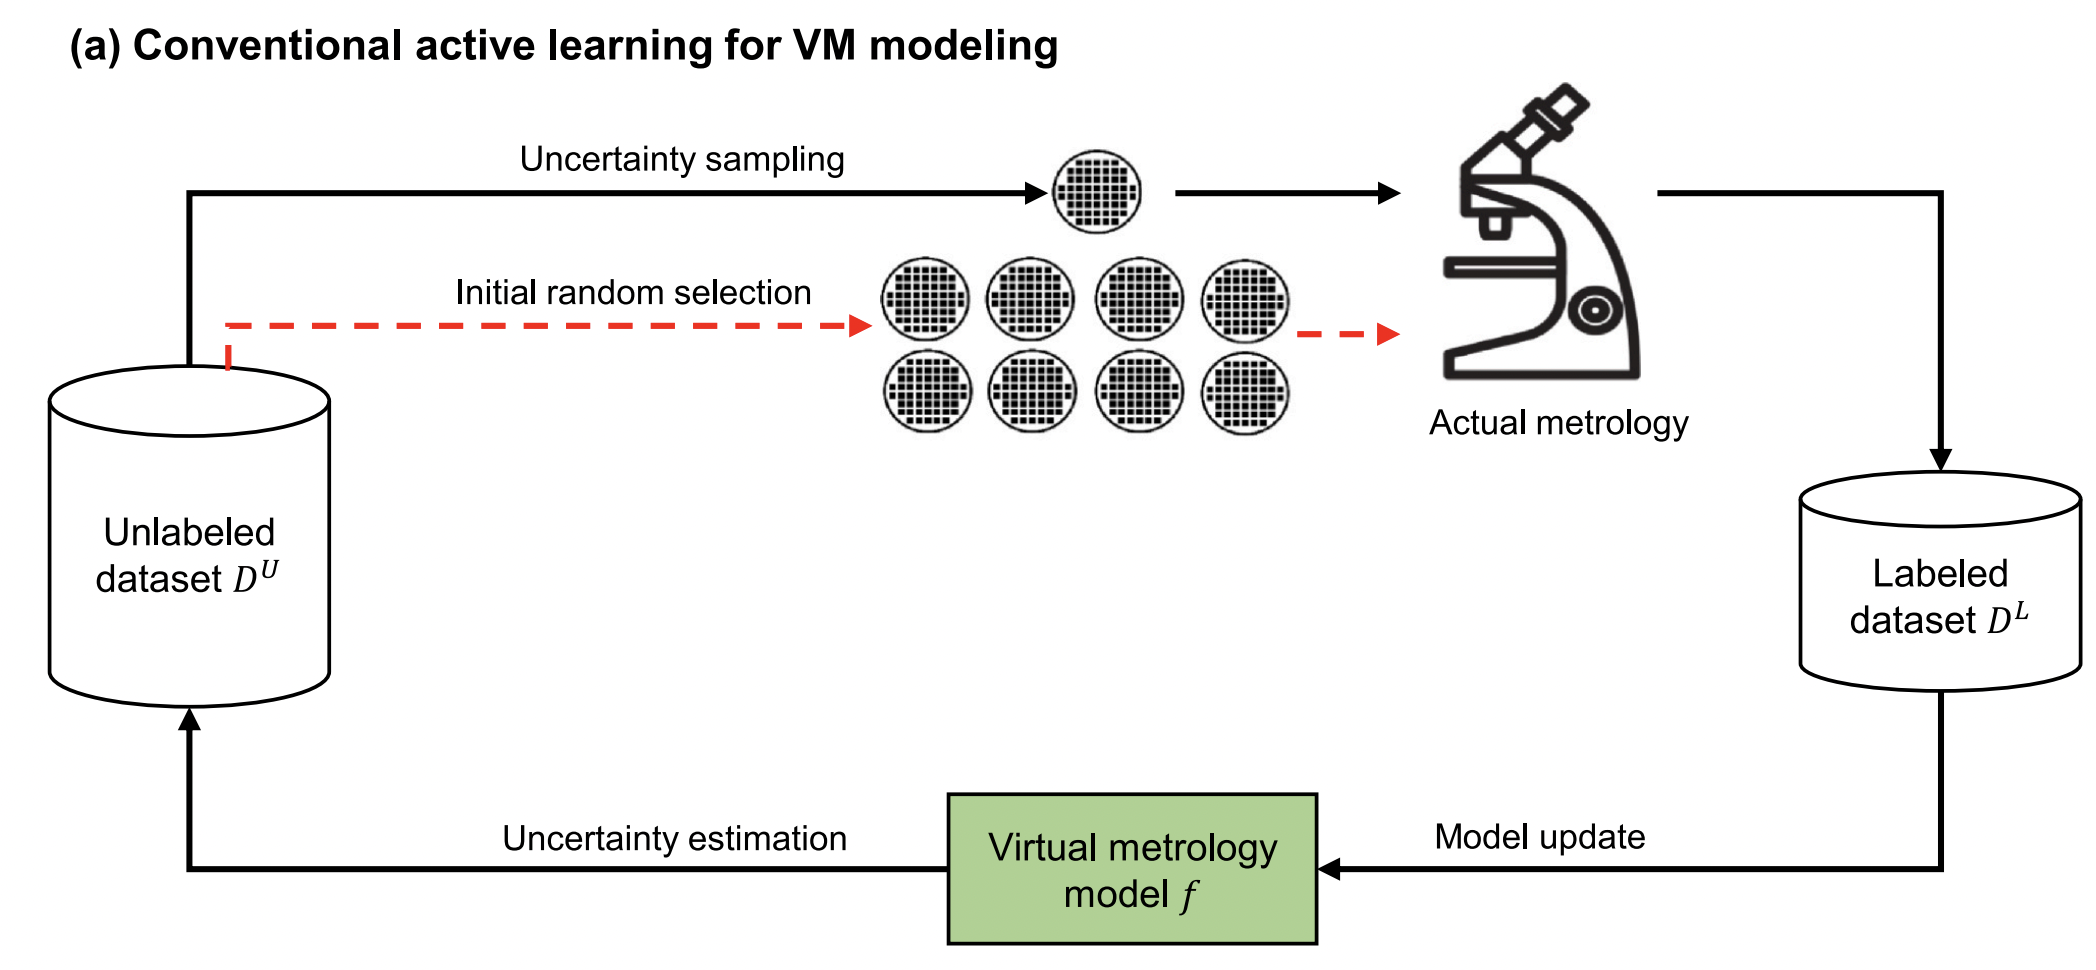 (a) Conventional active learning for VM modeling
Uncertainty sampling
Initial random selection
Actual metrology
Unlabeled
dataset D^U
Labeled
dataset D^L
Uncertainty estimation
Virtual metrology
model f
Model update